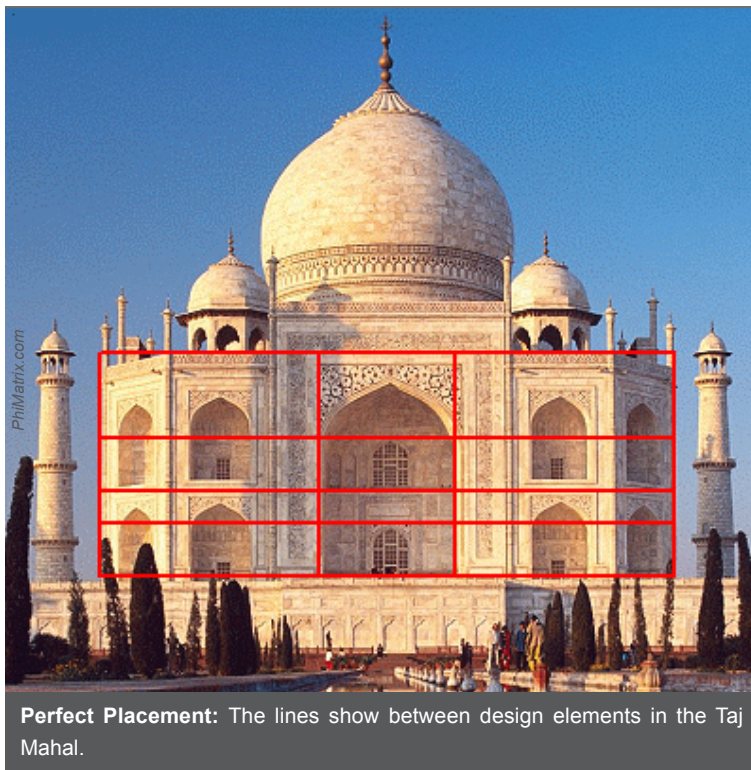 PhiMatrix.com
Perfect Placement: The lines show between design elements in the Taj
Mahal.